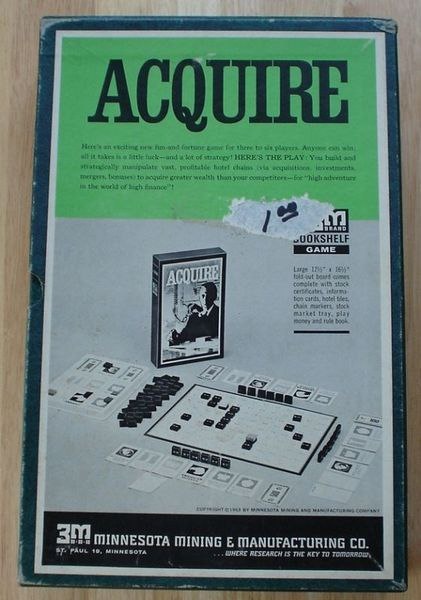 ACQUIRE
Here's an exciting new fun-and-fortune game for three to six players. Anyone can win;
all it takes is a little luck—and a lot of strategy! HERE'S THE PLAY: You build and
strategically manipulate vast, profitable hotel chains (via acquisitions, investments,
mergers, bonuses) to acquire greater wealth than your competitors—for "high adventure
in the world of high finance"!
1 00
3M
BRAND
BOOKSHELF
GAME
Large 12½" x 16½"
fold-out board comes
complete with stock
certificates, informa-
tion cards, hotel tiles,
chain markers, stock
market tray, play
money and rule book.
ACQUIRE
COPYRIGHT © 1963 BY MINNESOTA MINING AND MANUFACTURING COMPANY
3M MINNESOTA MINING & MANUFACTURING CO.
ST. PAUL 19, MINNESOTA
...WHERE RESEARCH IS THE KEY TO TOMORROW